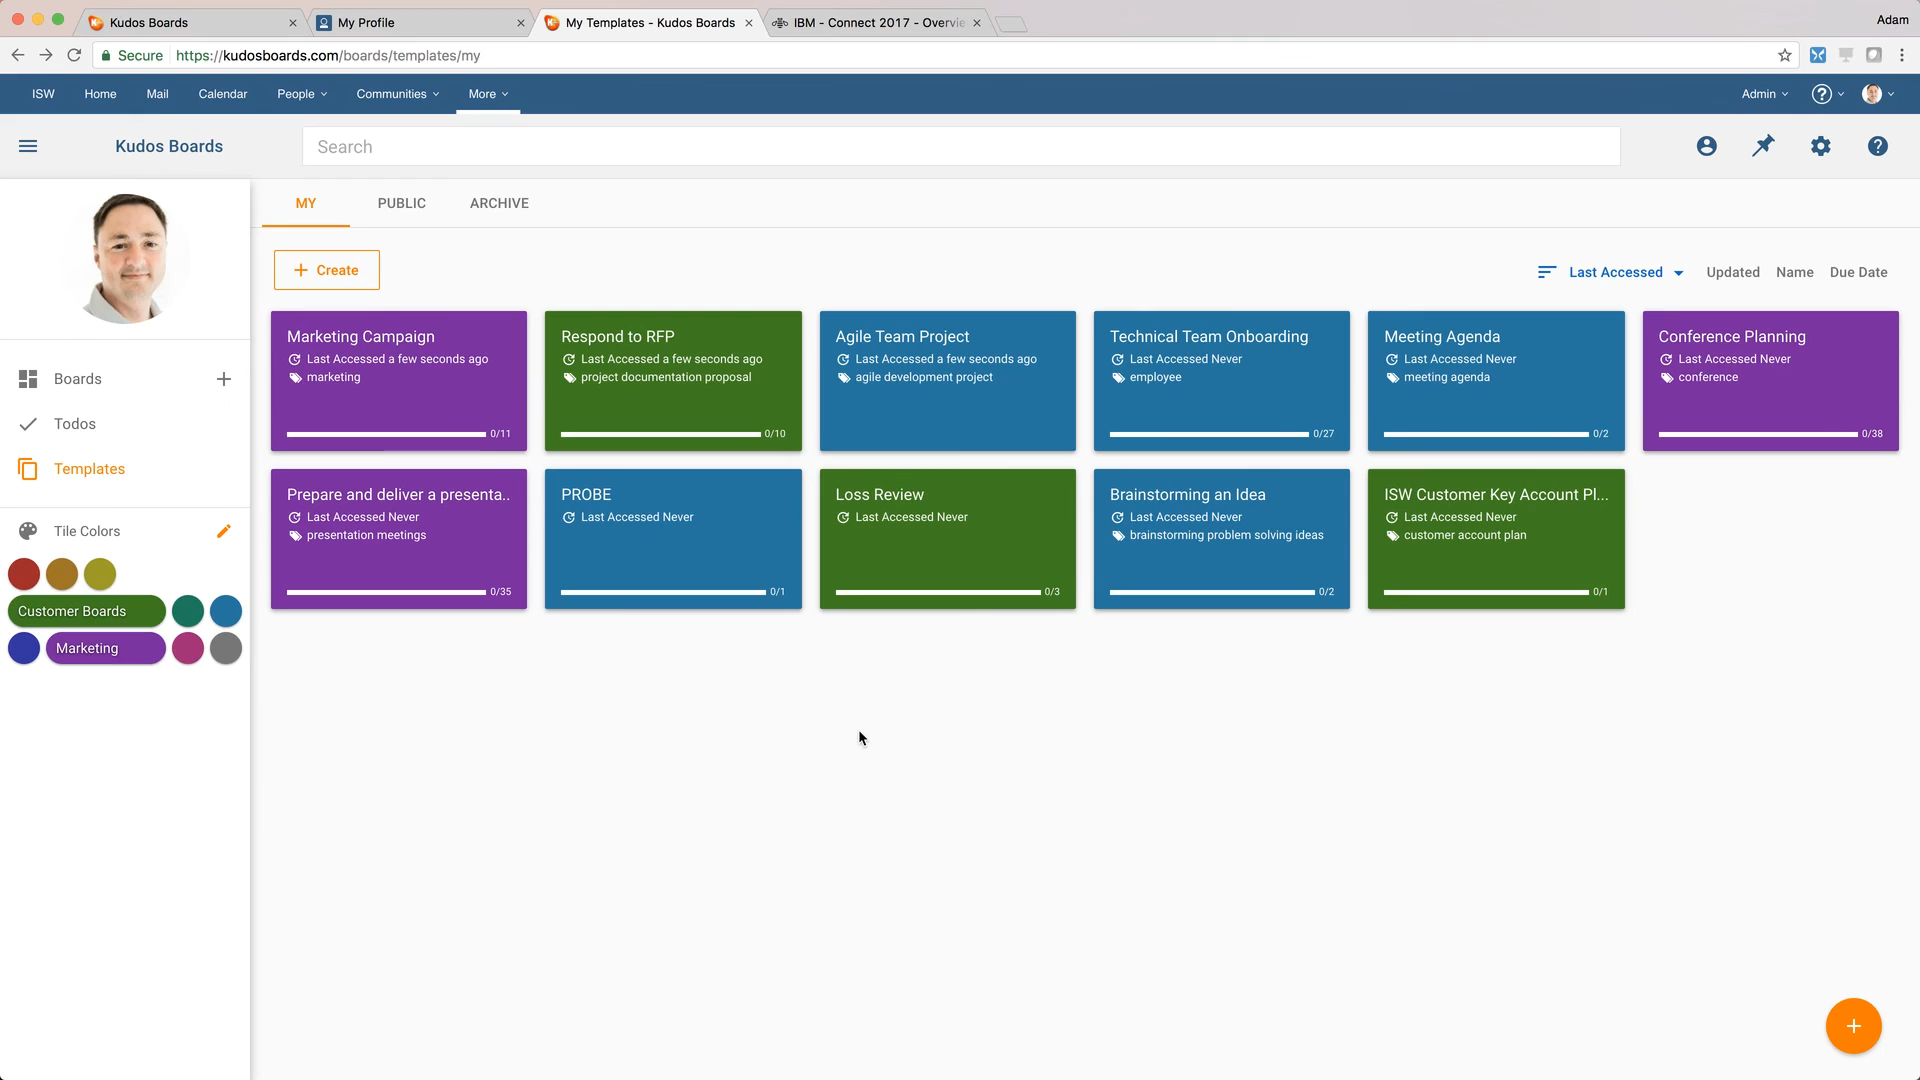 Kudos Boards
My Profile
My Templates - Kudos Boards
IBM - Connect 2017 - Overvie
Adam
Secure
https://kudosboards.com/boards/templates/my
ISW
Home
Mail
Calendar
People
Communities
More
Admin
Kudos Boards
Search
MY
PUBLIC
ARCHIVE
Create
Last Accessed
Updated
Name
Due Date
Boards
Todos
Templates
Tile Colors
Customer Boards
Marketing
Marketing Campaign
Last Accessed a few seconds ago
marketing
0/11
Respond to RFP
Last Accessed a few seconds ago
project documentation proposal
0/10
Agile Team Project
Last Accessed a few seconds ago
agile development project
Technical Team Onboarding
Last Accessed Never
employee
0/27
Meeting Agenda
Last Accessed Never
meeting agenda
0/2
Conference Planning
Last Accessed Never
conference
0/38
Prepare and deliver a presenta..
Last Accessed Never
presentation meetings
0/35
PROBE
Last Accessed Never
0/1
Loss Review
Last Accessed Never
0/3
Brainstorming an Idea
Last Accessed Never
brainstorming problem solving ideas
0/2
ISW Customer Key Account Pl...
Last Accessed Never
customer account plan
0/1